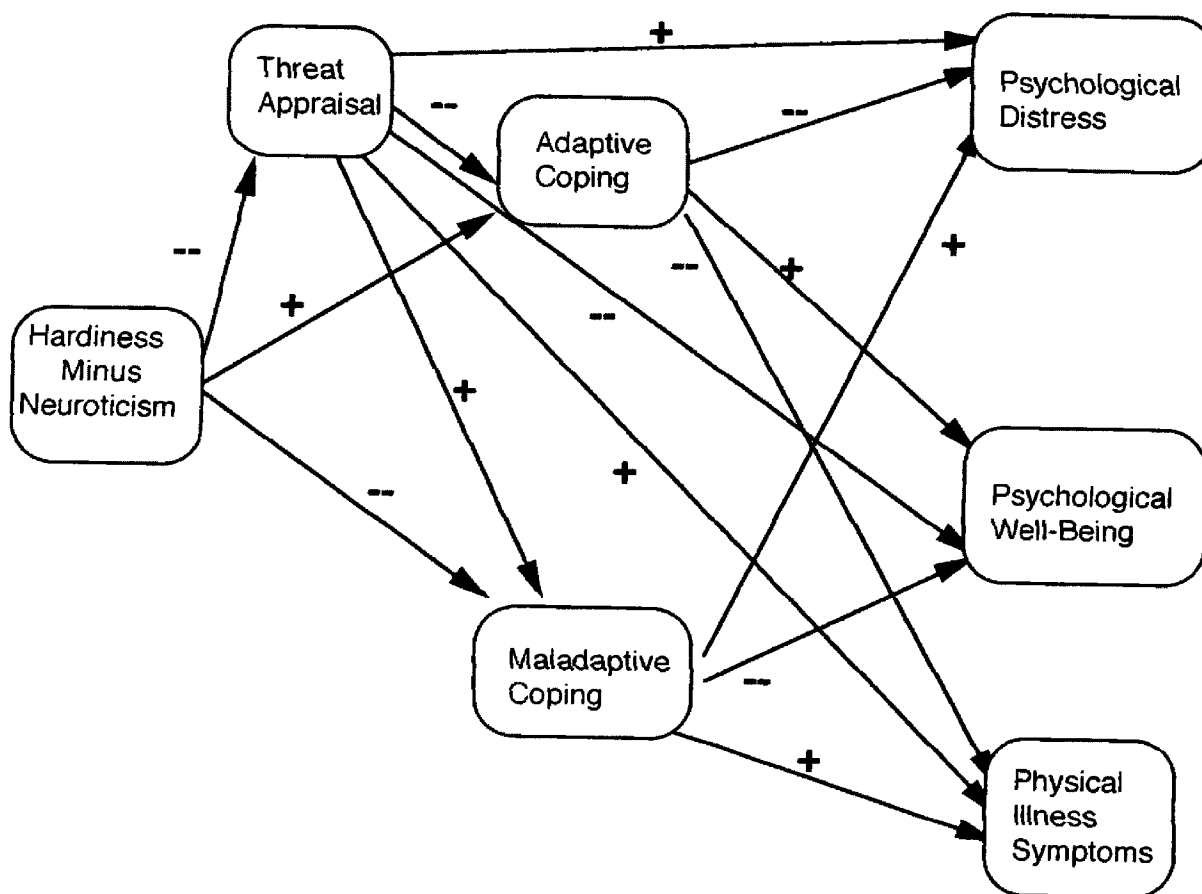 Threat
Appraisal
Adaptive
Coping
Psychological
Distress
Hardiness
Minus
Neuroticism
Psychological
Well-Being
Maladaptive
Coping
Physical
Illness
Symptoms
+
--
--
+
--
+
--
+
--
+
--
+
--
+